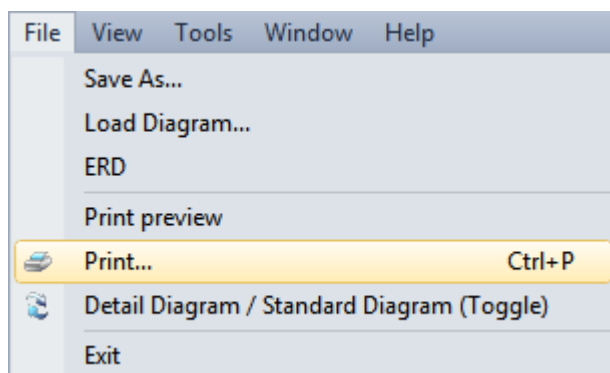 File View Tools Window Help
Save As...
Load Diagram...
ERD
Print preview
Print... Ctrl+P
Detail Diagram / Standard Diagram (Toggle)
Exit